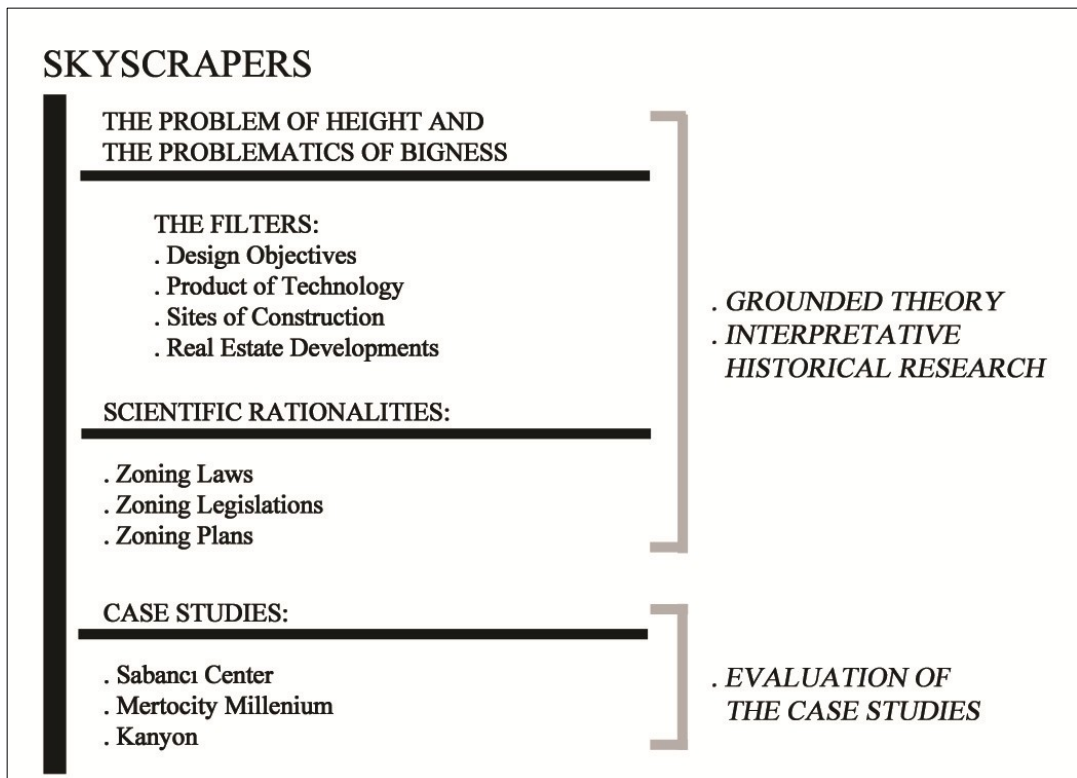 SKYSCRAPERS
THE PROBLEM OF HEIGHT AND
THE PROBLEMATICS OF BIGNESS
THE FILTERS:
. Design Objectives
. Product of Technology
. Sites of Construction
. Real Estate Developments
SCIENTIFIC RATIONALITIES:
. Zoning Laws
. Zoning Legislations
. Zoning Plans
. GROUNDED THEORY
. INTERPRETATIVE
HISTORICAL RESEARCH
CASE STUDIES:
. Sabancı Center
. Mertocity Millenium
. Kanyon
. EVALUATION OF
THE CASE STUDIES